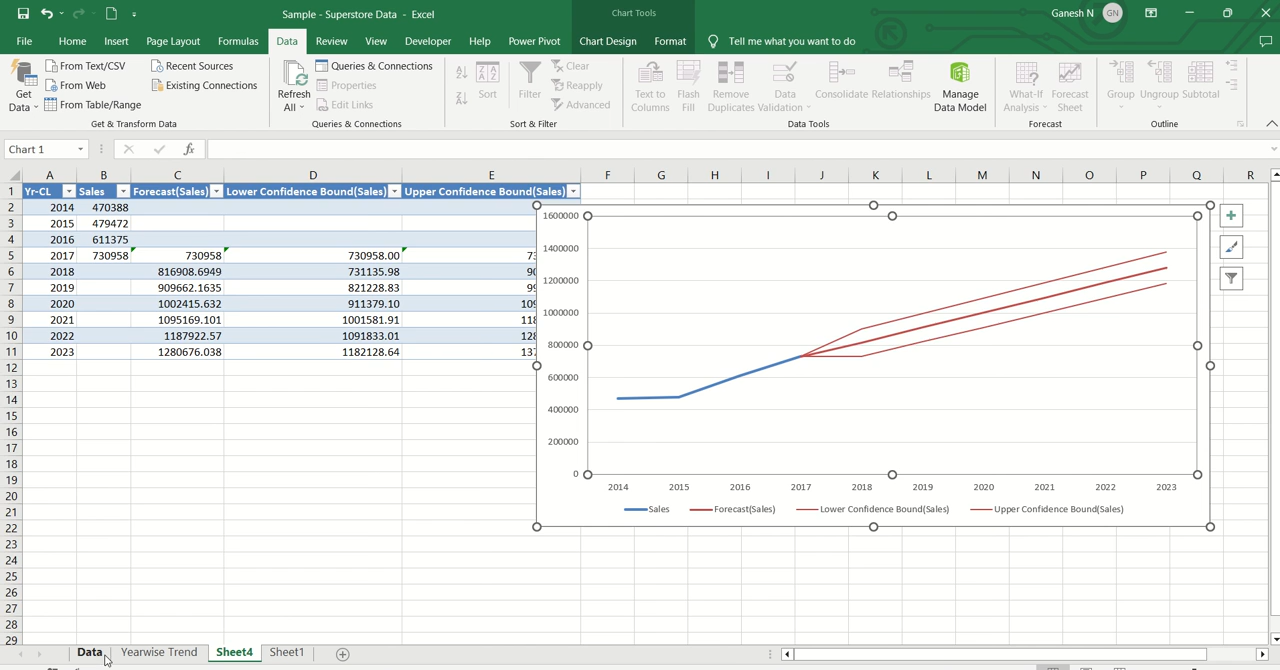 Sample - Superstore Data - Excel
Chart Tools
Ganesh N GN
File Home Insert Page Layout Formulas Data Review View Developer Help Power Pivot Chart Design Format Tell me what you want to do
Get Data
From Text/CSV
From Web
From Table/Range
Recent Sources
Existing Connections
Get & Transform Data
Refresh All
Queries & Connections
Properties
Edit Links
Queries & Connections
Sort
Filter
Clear
Reapply
Advanced
Sort & Filter
Text to Columns
Flash Fill
Remove Duplicates
Data Validation
Consolidate
Relationships
Manage Data Model
Data Tools
What-If Analysis
Forecast Sheet
Forecast
Group
Ungroup
Subtotal
Outline
Chart 1 fx
A B C D E F G H I J K L M N O P Q R
1 Yr-CL Sales Forecast(Sales) Lower Confidence Bound(Sales) Upper Confidence Bound(Sales)
2 2014 470388
3 2015 479472
4 2016 611375
5 2017 730958 730958 730958.00 73
6 2018 816908.6949 731135.98 90
7 2019 909662.1635 821228.83 99
8 2020 1002415.632 911379.10 109
9 2021 1095169.101 1001581.91 118
10 2022 1187922.57 1091833.01 128
11 2023 1280676.038 1182128.64 137
12
13
14
15
16
17
18
19
20
21
22
23
24
25
26
27
28
29
1600000
1400000
1200000
1000000
800000
600000
400000
200000
0
2014 2015 2016 2017 2018 2019 2020 2021 2022 2023
Sales Forecast(Sales) Lower Confidence Bound(Sales) Upper Confidence Bound(Sales)
Data Yearwise Trend Sheet4 Sheet1